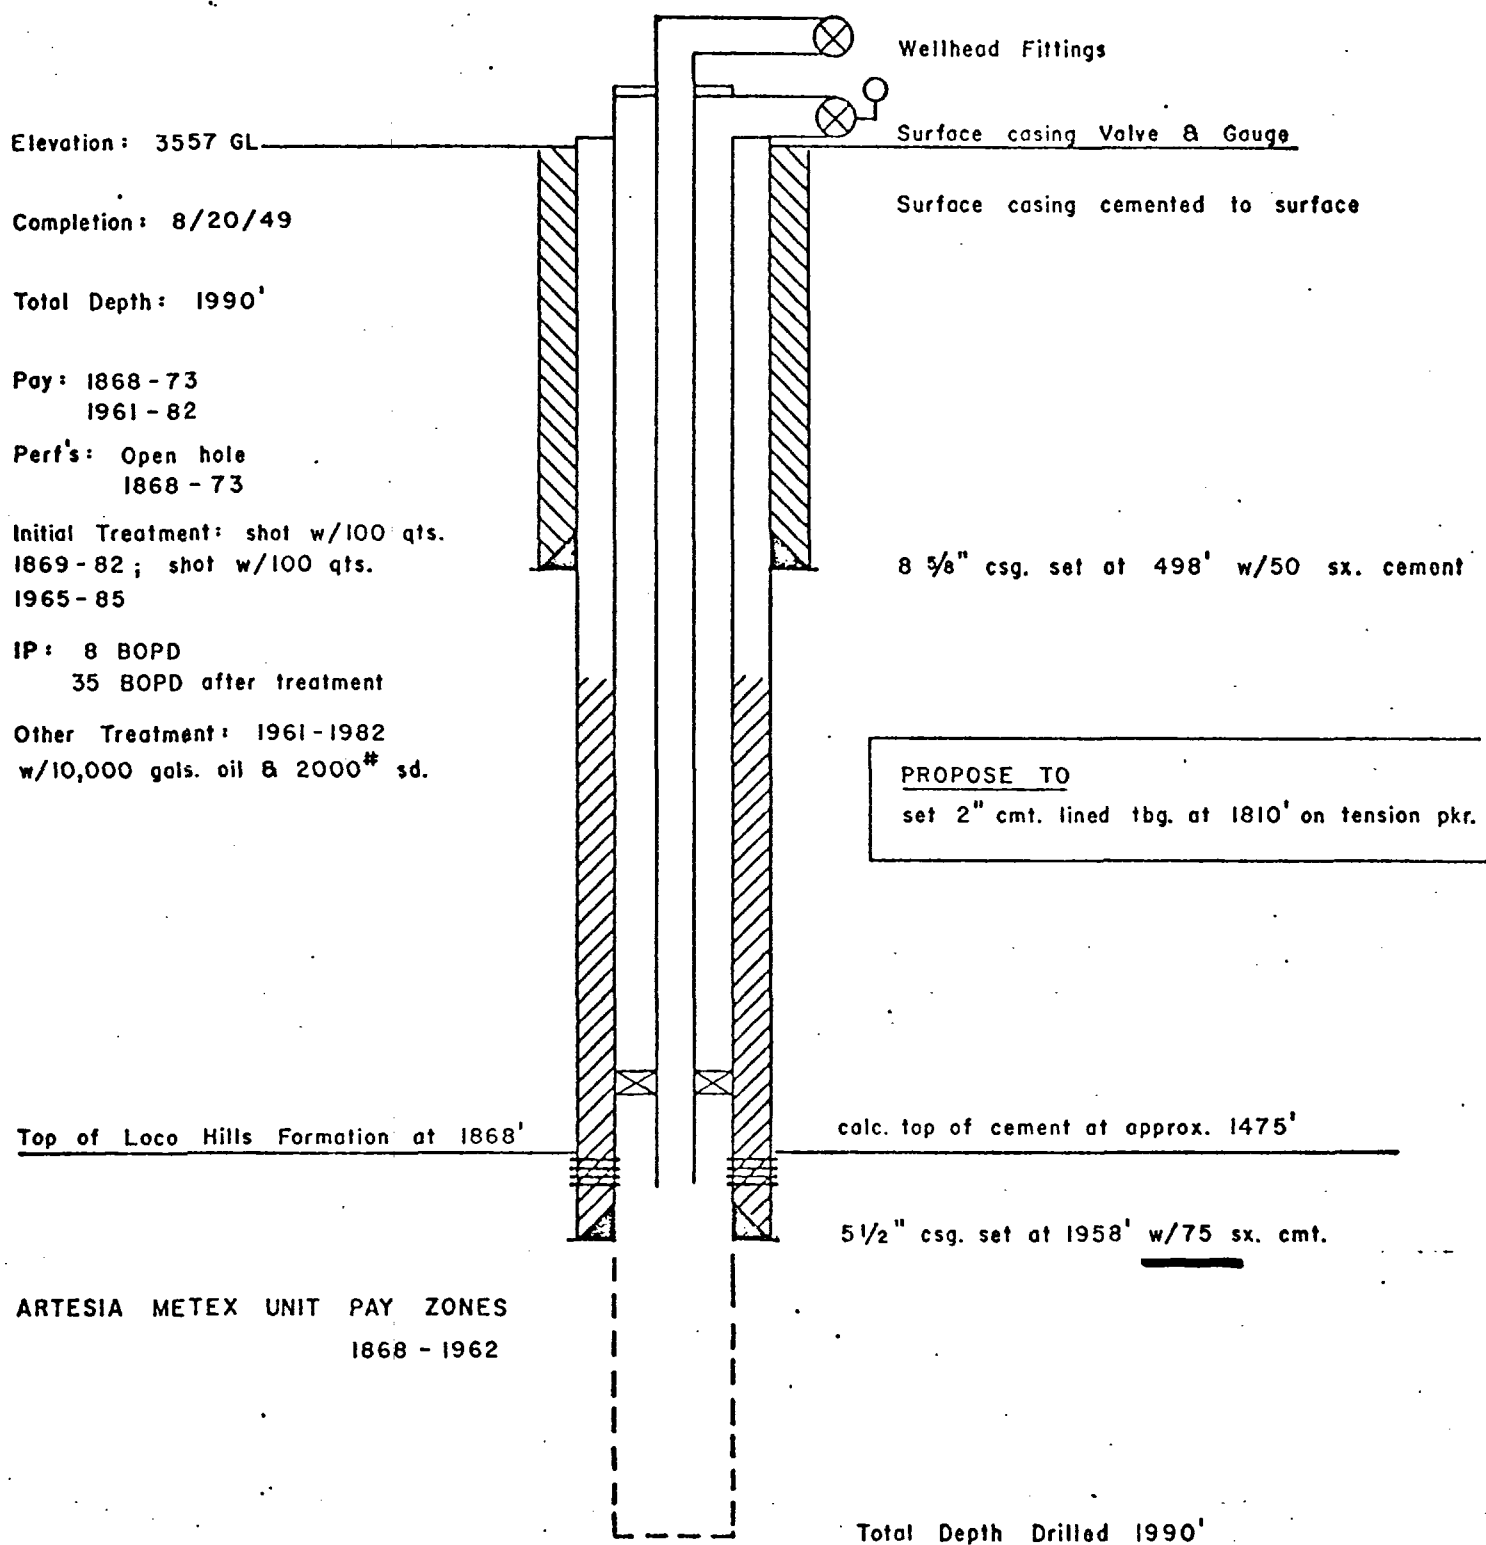 Wellhead Fittings
Elevation: 3557 GL
Surface casing Valve & Gauge
Surface casing cemented to surface
Completion: 8/20/49
Total Depth: 1990'
Pay: 1868-73
1961-82
Perf's: Open hole
1868-73
Initial Treatment: shot w/100 qts.
1869-82; shot w/100 qts.
1965-85
8 5/8" csg. set at 498' w/50 sx. cement
IP: 8 BOPD
35 BOPD after treatment
Other Treatment: 1961-1982
w/10,000 gals. oil & 2000# sd.
PROPOSE TO
set 2" cmt. lined tbg. at 1810' on tension pkr.
Top of Loco Hills Formation at 1868'
calc. top of cement at approx. 1475'
5 1/2" csg. set at 1958' w/75 sx. cmt.
ARTESIA METEX UNIT PAY ZONES
1868-1962
Total Depth Drilled 1990'